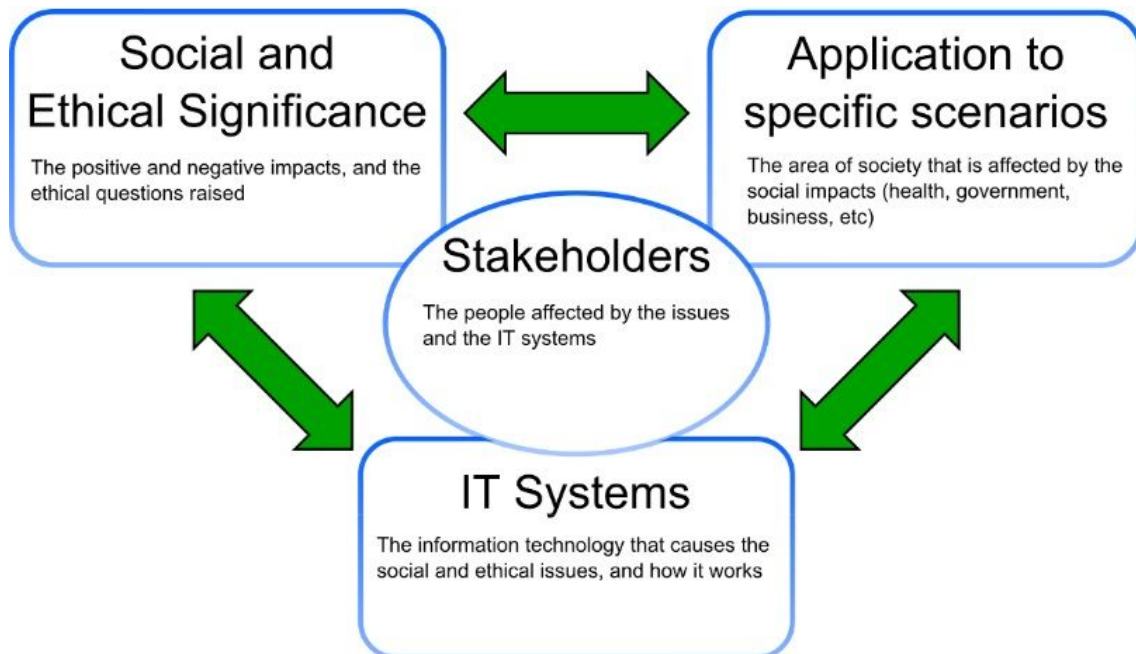 Social and
Ethical Significance
The positive and negative impacts, and the
ethical questions raised
Application to
specific scenarios
The area of society that is affected by the
social impacts (health, government,
business, etc)
Stakeholders
The people affected by the issues
and the IT systems
IT Systems
The information technology that causes the
social and ethical issues, and how it works